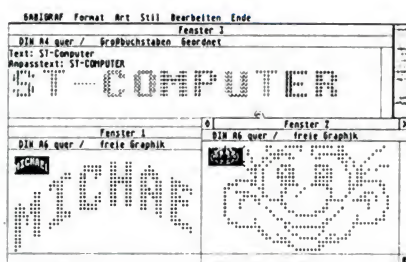 GABIGRAF Format Art Stil Bearbeiten Ende
Fenster 3
DIN A4 quer / Großbuchstaben Geordnet
Text: ST-Computer
Anpasstext: ST-COMPUTER
ST-COMPUTER
Fenster 1
DIN A6 quer / freie Graphik
MICHAEL
MICHAE
Fenster 2
DIN A6 quer / freie Graphik